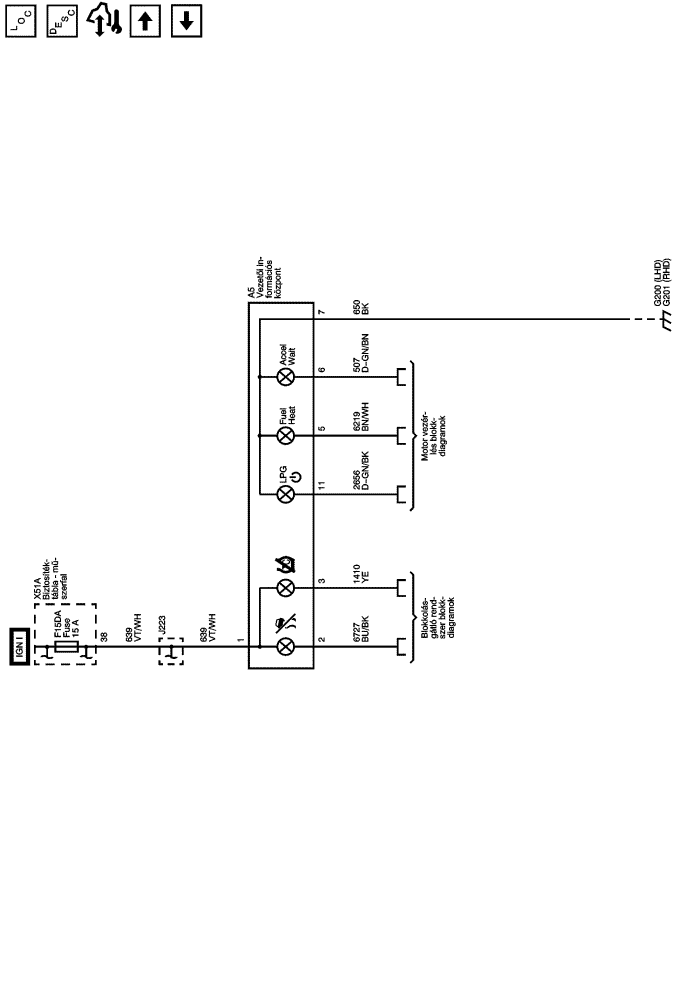 LOC
DESC
IGN I
X51A
Biztosíték-
tábla - mű-
szerfal
F15DA
Fuse
15 A
38
639
VT/WH
J223
639
VT/WH
1
A5
Vezetői in-
formációs
központ
LPG
Fuel
Heat
Accel
Wait
2
3
11
5
6
7
6727
BU/BK
1410
YE
2656
D-GN/BK
6219
BN/WH
507
D-GN/BN
650
BK
Blokkolás-
gátló rend-
szer blokk-
diagramok
Motor vezér-
lés blokk-
diagramok
G200 (LHD)
G201 (RHD)